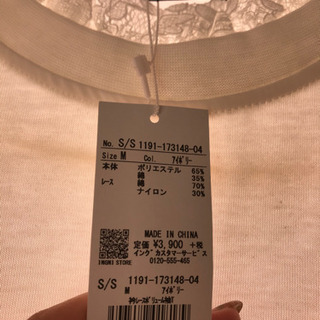 No. S/S 1191-173148-04
Size M Col. ｱｲﾎﾞﾘｰ
本体 ポリエステル 65%
綿 35%
レース 綿 70%
ナイロン 30%
MADE IN CHINA
定価 ¥3,900 +税
イングカスタマーサービス
INGNI STORE 0120-555-465
S/S 1191-173148-04
M ｱｲﾎﾞﾘｰ